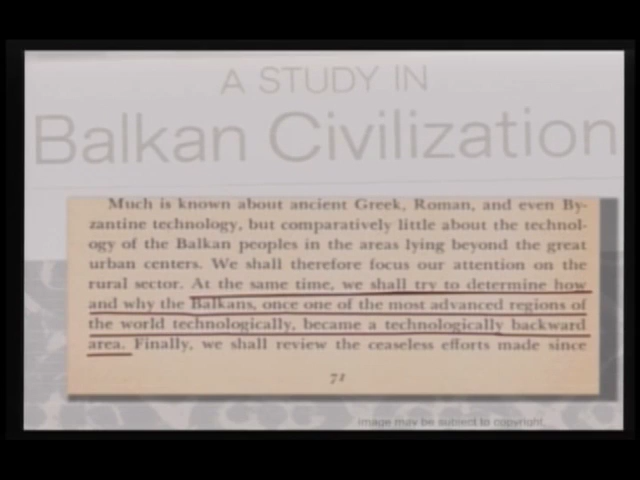 A STUDY IN
Balkan Civilization
Much is known about ancient Greek, Roman, and even By-
zantine technology, but comparatively little about the technol-
ogy of the Balkan peoples in the areas lying beyond the great
urban centers. We shall therefore focus our attention on the
rural sector. At the same time, we shall try to determine how
and why the Balkans, once one of the most advanced regions of
the world technologically, became a technologically backward
area. Finally, we shall review the ceaseless efforts made since
71
Image may be subject to copyright.